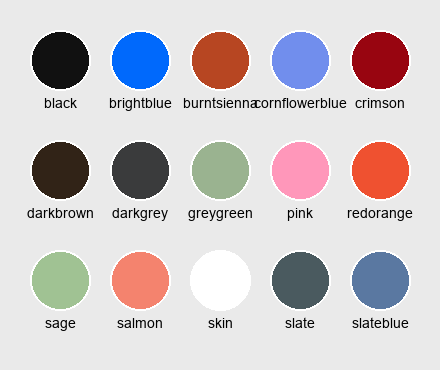 black brightblue burntsienna cornflowerblue crimson
darkbrown darkgrey greygreen pink redorange
sage salmon skin slate slateblue